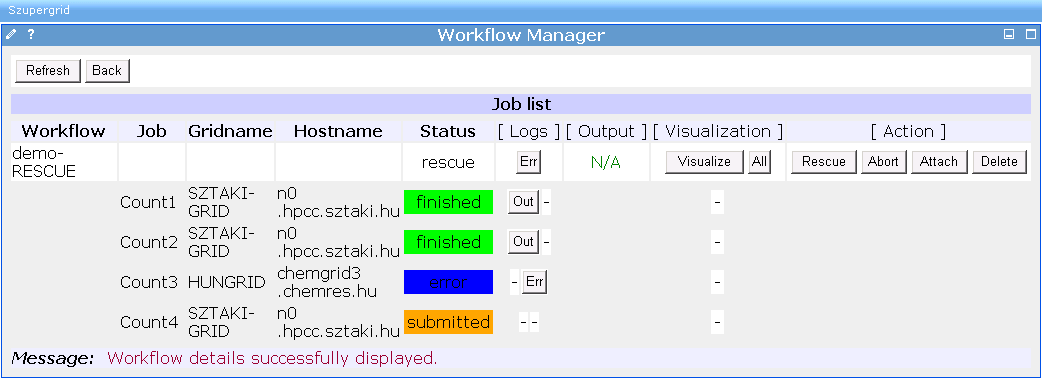 Szupergrid
? Workflow Manager
Refresh Back
Job list
Workflow Job Gridname Hostname Status [ Logs ] [ Output ] [ Visualization ] [ Action ]
demo-
RESCUE rescue Err N/A Visualize All Rescue Abort Attach Delete
Count1 SZTAKI-
GRID n0
.hpcc.sztaki.hu finished Out - -
Count2 SZTAKI-
GRID n0
.hpcc.sztaki.hu finished Out - -
Count3 HUNGRID chemgrid3
.chemres.hu error - Err -
Count4 SZTAKI-
GRID n0
.hpcc.sztaki.hu submitted - - -
Message: Workflow details successfully displayed.